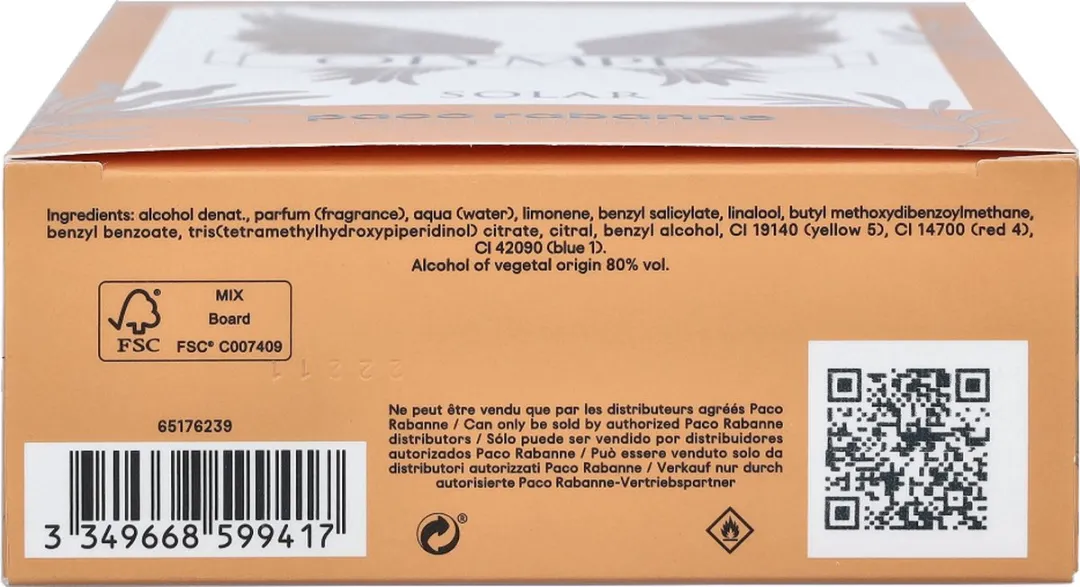 OLYMPÉA
SOLAR
paco rabanne
Ingredients: alcohol denat., parfum (fragrance), aqua (water), limonene, benzyl salicylate, linalool, butyl methoxydibenzoylmethane,
benzyl benzoate, tris(tetramethylhydroxypiperidinol) citrate, citral, benzyl alcohol, CI 19140 (yellow 5), CI 14700 (red 4),
CI 42090 (blue 1).
Alcohol of vegetal origin 80% vol.
MIX
Board
FSC
FSC® C007409
22211
65176239
3 349668 599417
Ne peut être vendu que par les distributeurs agréés Paco
Rabanne / Can only be sold by authorized Paco Rabanne
distributors / Sólo puede ser vendido por distribuidores
autorizados Paco Rabanne / Può essere venduto solo da
distributori autorizzati Paco Rabanne / Verkauf nur durch
autorisierte Paco Rabanne-Vertriebspartner